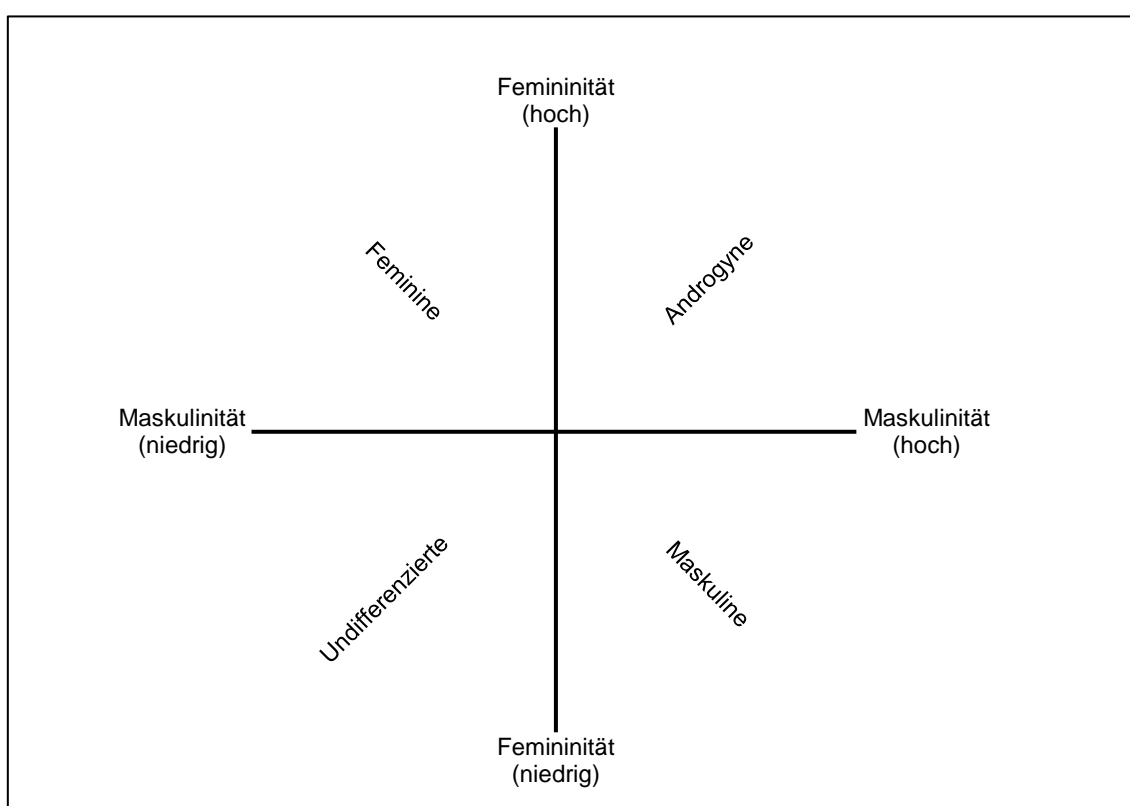 Femininität
(hoch)
Feminine
Androgyne
Maskulinität
(niedrig)
Maskulinität
(hoch)
Undifferenzierte
Maskuline
Femininität
(niedrig)